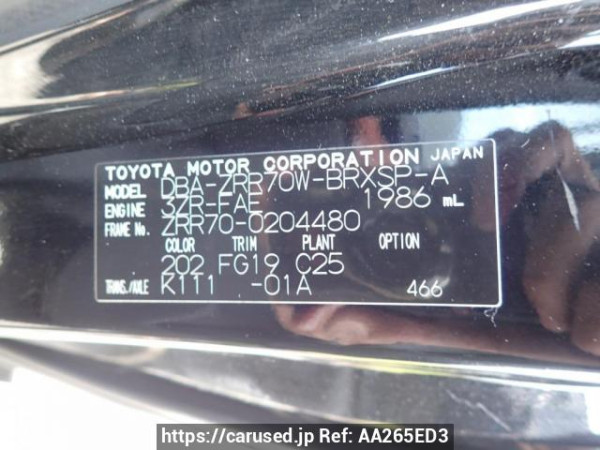 TOYOTA MOTOR CORPORATION JAPAN
MODEL DBA-ZRR70W-BRXSP-A
ENGINE 3ZR-FAE 1986 mL
FRAME No. ZRR70-0204480
COLOR TRIM PLANT OPTION
202 FG19 C25
TRANS./AXLE K111 -01A 466
https://carused.jp Ref: AA265ED3